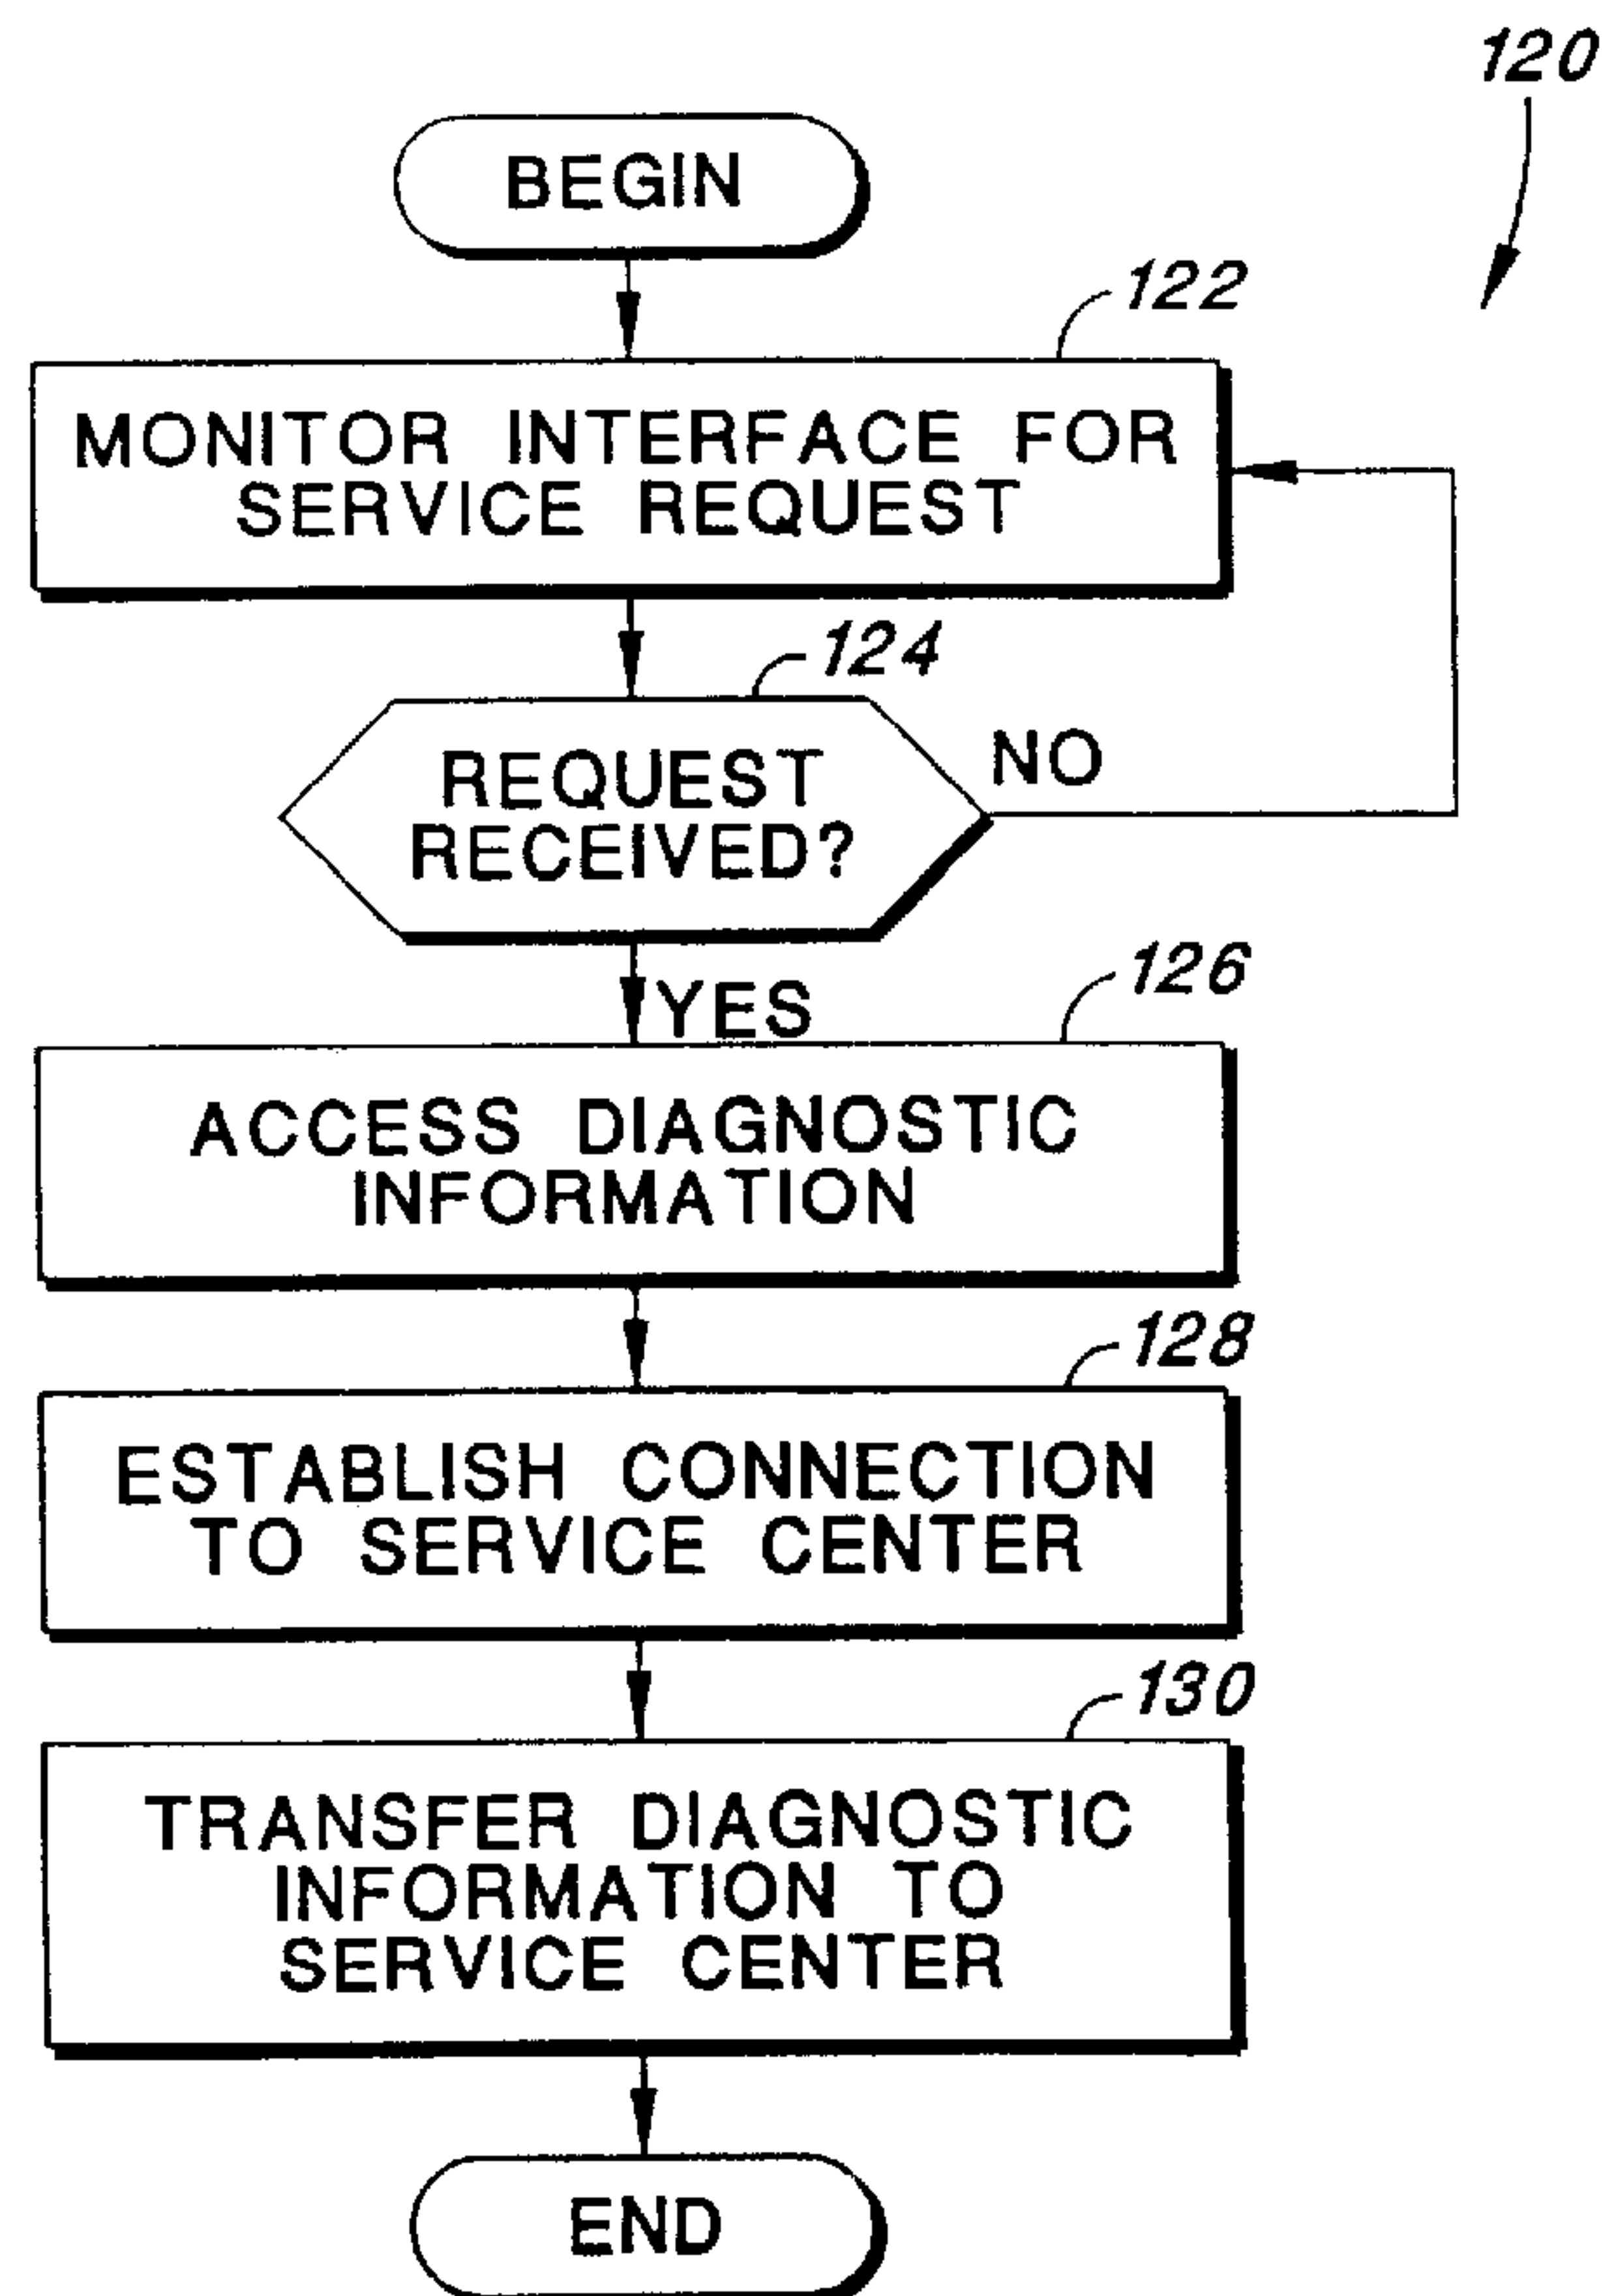 120
BEGIN
122
MONITOR INTERFACE FOR
SERVICE REQUEST
124
REQUEST
RECEIVED?
NO
YES
126
ACCESS DIAGNOSTIC
INFORMATION
128
ESTABLISH CONNECTION
TO SERVICE CENTER
130
TRANSFER DIAGNOSTIC
INFORMATION TO
SERVICE CENTER
END